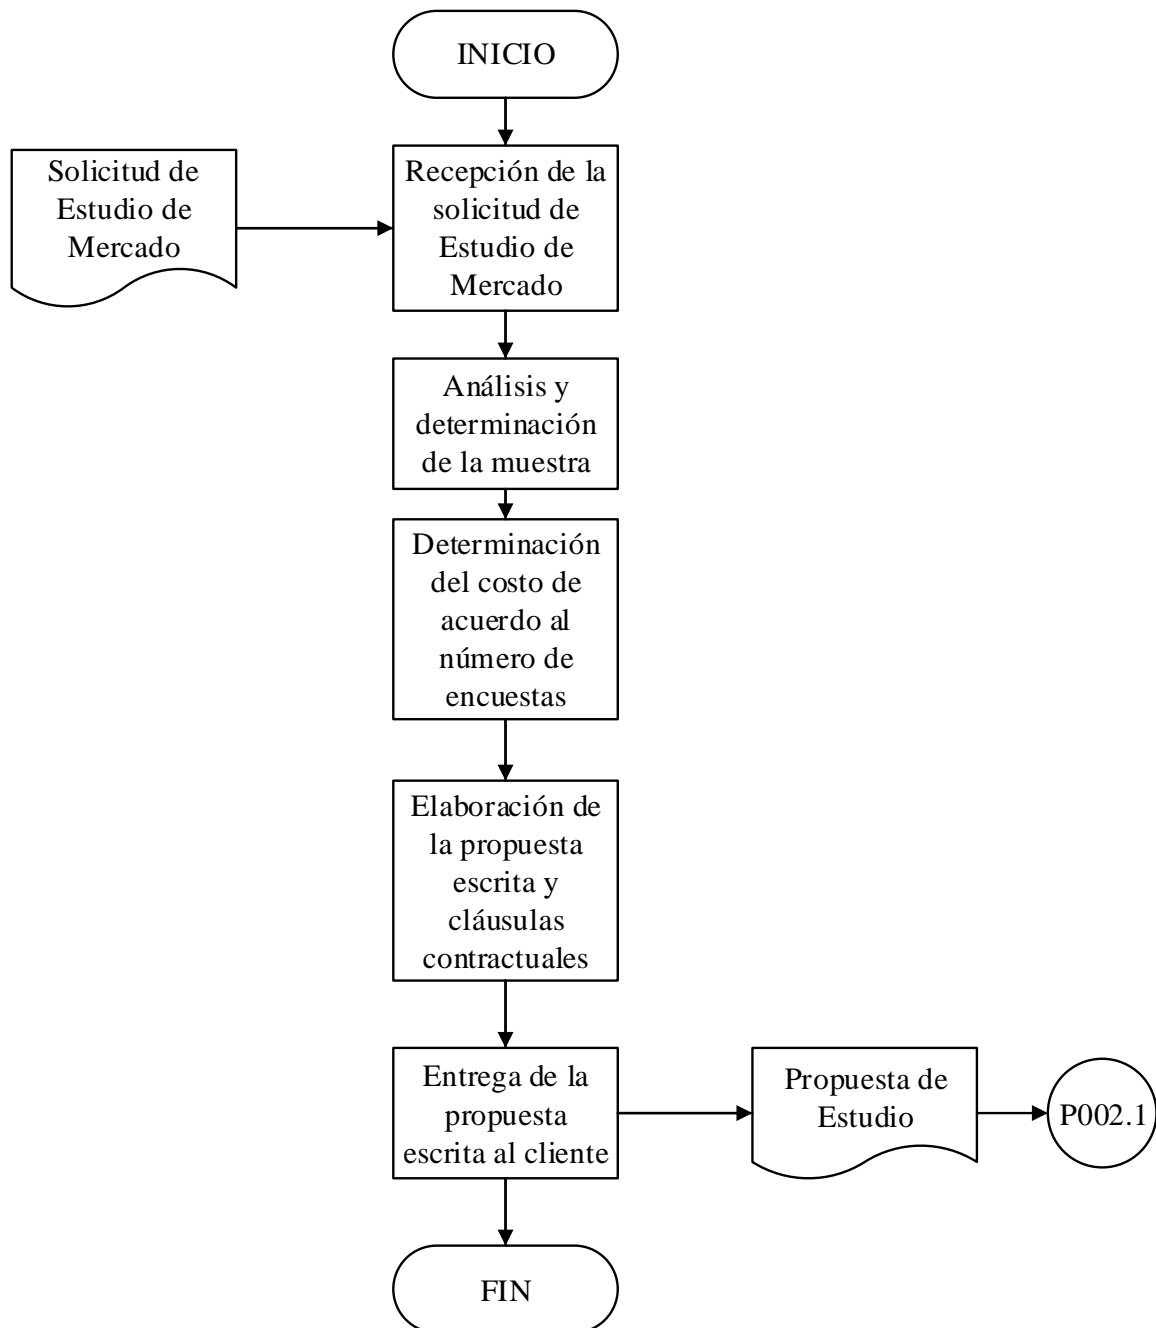 INICIO
Solicitud de
Estudio de
Mercado
Recepción de la
solicitud de
Estudio de
Mercado
Análisis y
determinación
de la muestra
Determinación
del costo de
acuerdo al
número de
encuestas
Elaboración de
la propuesta
escrita y
cláusulas
contractuales
Entrega de la
propuesta
escrita al cliente
Propuesta de
Estudio
P002.1
FIN